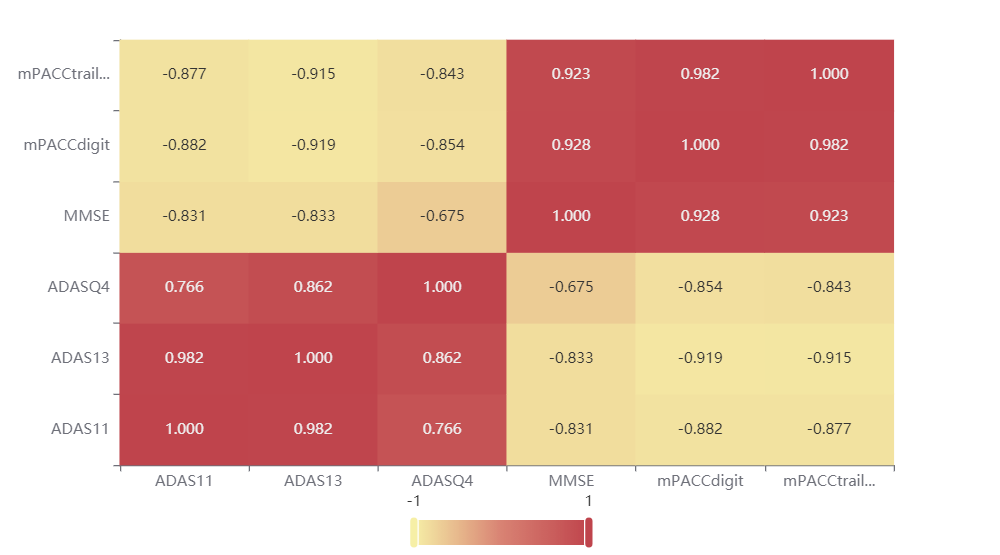 mPACCtrail... -0.877 -0.915 -0.843 0.923 0.982 1.000
mPACCdigit -0.882 -0.919 -0.854 0.928 1.000 0.982
MMSE -0.831 -0.833 -0.675 1.000 0.928 0.923
ADASQ4 0.766 0.862 1.000 -0.675 -0.854 -0.843
ADAS13 0.982 1.000 0.862 -0.833 -0.919 -0.915
ADAS11 1.000 0.982 0.766 -0.831 -0.882 -0.877
ADAS11 ADAS13 ADASQ4 MMSE mPACCdigit mPACCtrail...
-1 1